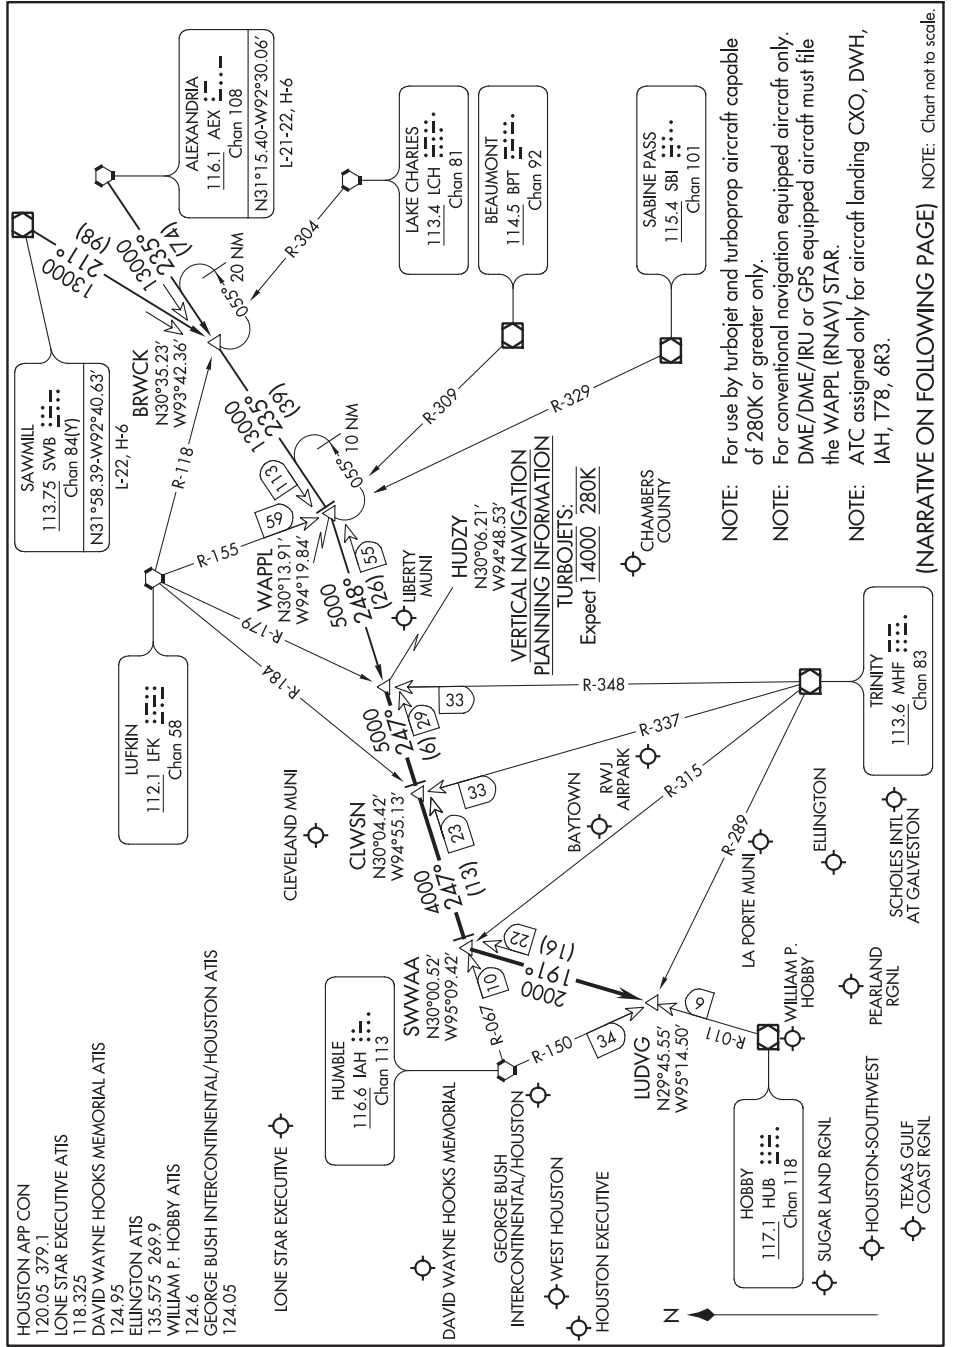 HOUSTON APP CON
120.05 379.1
LONE STAR EXECUTIVE ATIS
118.325
DAVID WAYNE HOOKS MEMORIAL ATIS
124.95
ELLINGTON ATIS
135.575 269.9
WILLIAM P. HOBBY ATIS
124.6
GEORGE BUSH INTERCONTINENTAL/HOUSTON ATIS
124.05
SAWMILL
113.75 SWB
Chan 84(Y)
N31°58.39-W92°40.63'
L-22, H-6
ALEXANDRIA
116.1 AEX
Chan 108
N31°15.40-W92°30.06'
L-21-22, H-6
13000
211°
(98)
13000
235°
(74)
BRWCK
N30°35.23'
W93°42.36'
055°
20 NM
R-304
LAKE CHARLES
113.4 LCH
Chan 81
R-118
LUFKIN
112.1 LFK
Chan 58
13000
235°
(39)
113
R-155
59
WAPPL
N30°13.91'
W94°19.84'
055°
10 NM
R-309
BEAUMONT
114.5 BPT
Chan 92
R-329
SABINE PASS
115.4 SBI
Chan 101
R-179
R-184
5000
248°
(26)
55
LIBERTY
MUNI
HUDZY
N30°06.21'
W94°48.53'
VERTICAL NAVIGATION
PLANNING INFORMATION
TURBOJETS:
Expect 14000 280K
CHAMBERS
COUNTY
CLEVELAND MUNI
5000
247°
(6)
29
33
R-348
CLWSN
N30°04.42'
W94°55.13'
23
33
R-337
4000
247°
(13)
BAYTOWN
RWJ
AIRPARK
R-315
TRINITY
113.6 MHF
Chan 83
SWWAA
N30°00.52'
W95°09.42'
10
22
2000
191°
(16)
R-289
LA PORTE MUNI
ELLINGTON
SCHOLES INTL
AT GALVESTON
HUMBLE
116.6 IAH
Chan 113
R-067
R-150
34
LUDVG
N29°45.55'
W95°14.50'
6
R-011
WILLIAM P.
HOBBY
PEARLAND
RGNL
LONE STAR EXECUTIVE
DAVID WAYNE HOOKS MEMORIAL
GEORGE BUSH
INTERCONTINENTAL/HOUSTON
WEST HOUSTON
HOUSTON EXECUTIVE
HOBBY
117.1 HUB
Chan 118
SUGAR LAND RGNL
HOUSTON-SOUTHWEST
TEXAS GULF
COAST RGNL
N
NOTE: For use by turbojet and turboprop aircraft capable
of 280K or greater only.
NOTE: For conventional navigation equipped aircraft only.
DME/DME/IRU or GPS equipped aircraft must file
the WAPPL (RNAV) STAR.
NOTE: ATC assigned only for aircraft landing CXO, DWH,
IAH, T78, 6R3.
(NARRATIVE ON FOLLOWING PAGE) NOTE: Chart not to scale.